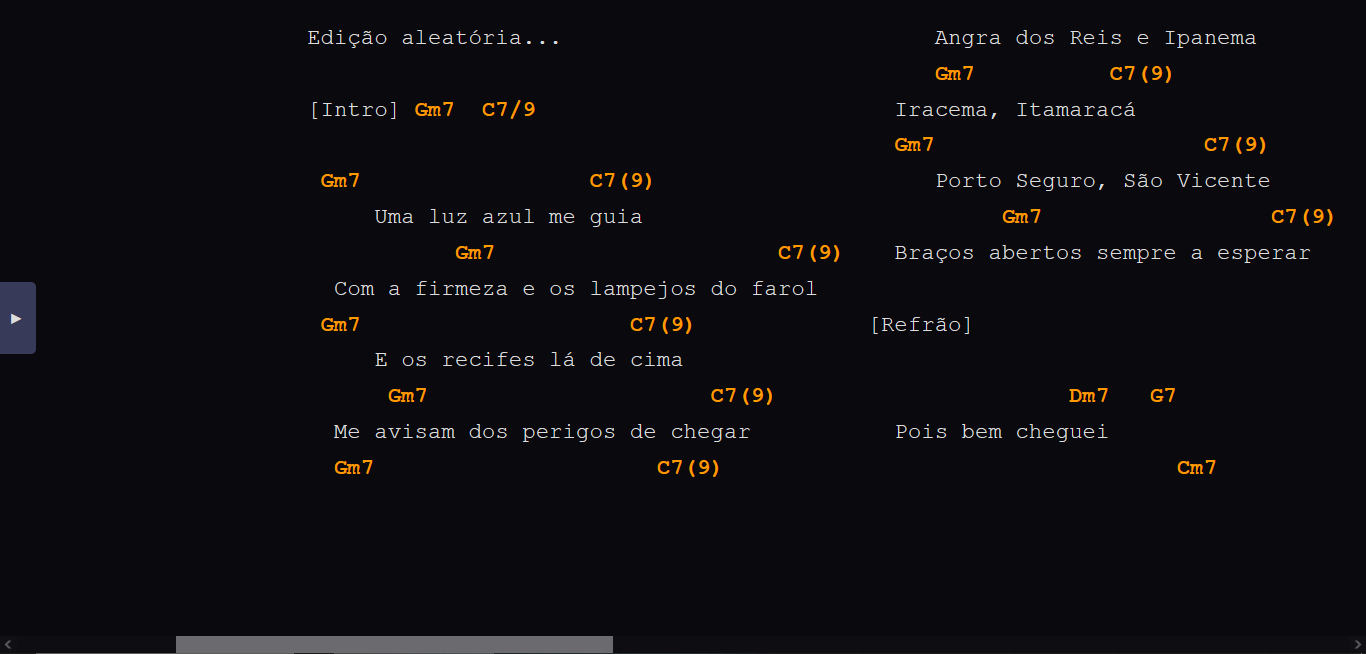 Edição aleatória...
[Intro] Gm7  C7/9
Gm7 C7(9)
Uma luz azul me guia
Gm7 C7(9)
Com a firmeza e os lampejos do farol
Gm7 C7(9)
E os recifes lá de cima
Gm7 C7(9)
Me avisam dos perigos de chegar
Gm7 C7(9)
Angra dos Reis e Ipanema
Gm7 C7(9)
Iracema, Itamaracá
Gm7 C7(9)
Porto Seguro, São Vicente
Gm7 C7(9)
Braços abertos sempre a esperar
[Refrão]
Dm7 G7
Pois bem cheguei
Cm7